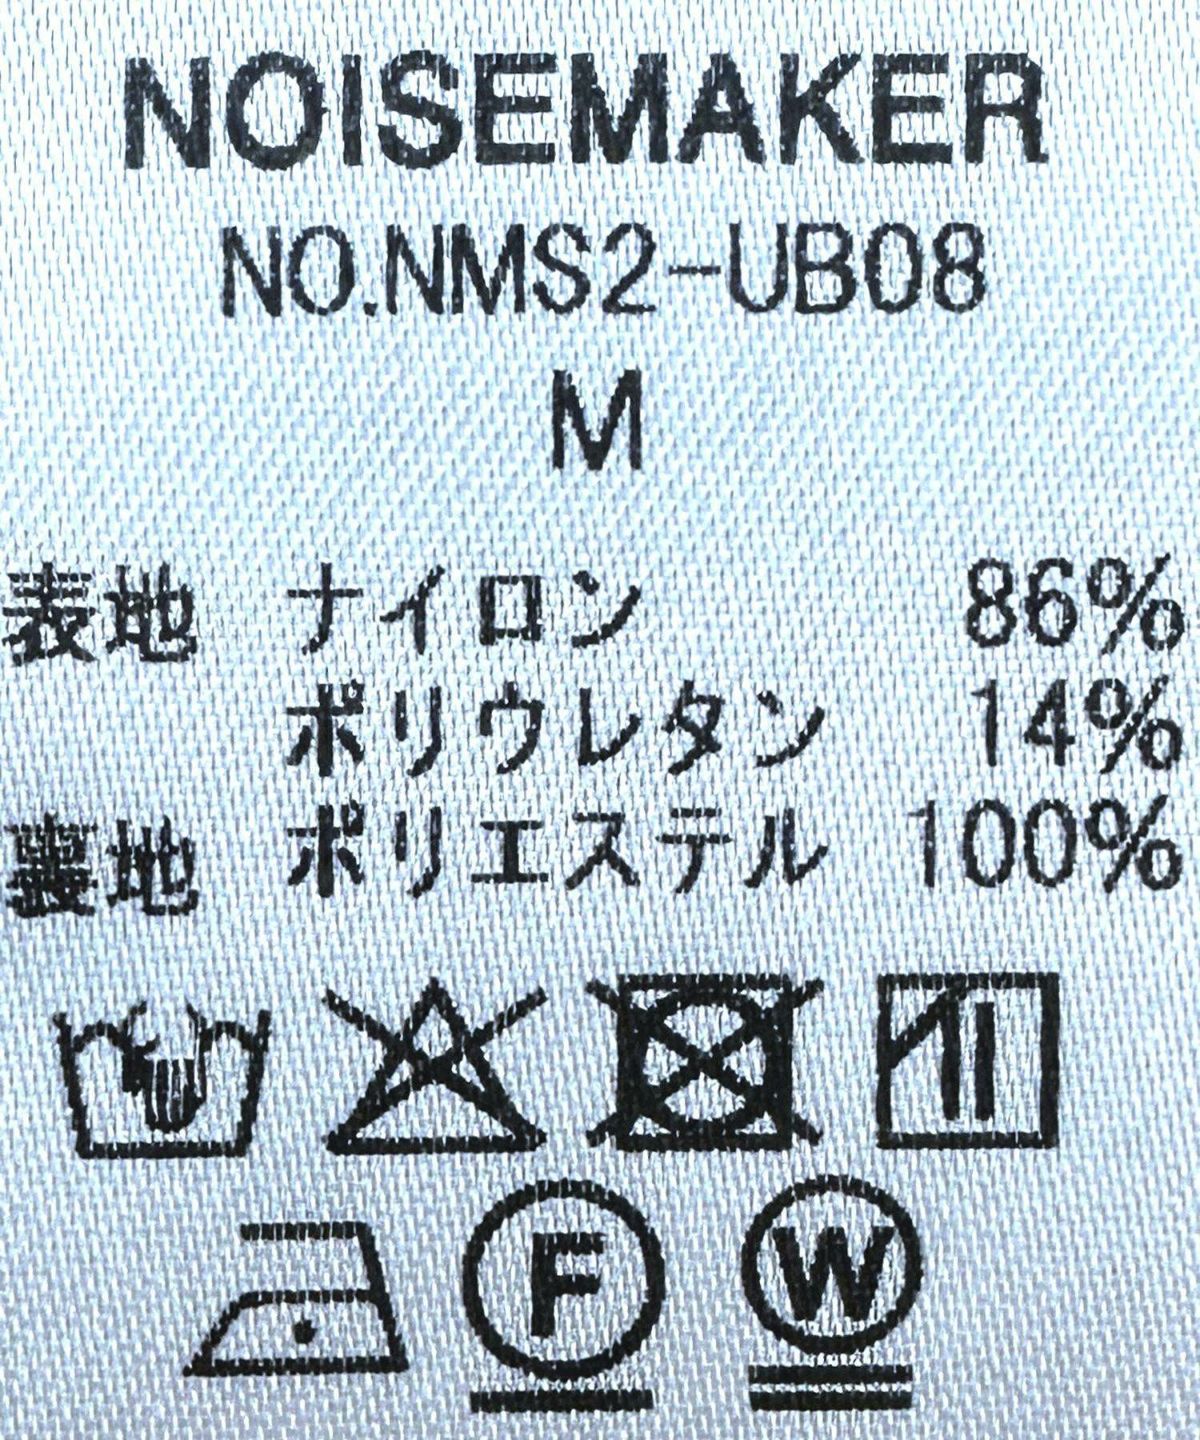 NOISEMAKER
NO.NMS2-UB08
M
表地 ナイロン 86%
ポリウレタン 14%
裏地 ポリエステル 100%
F W